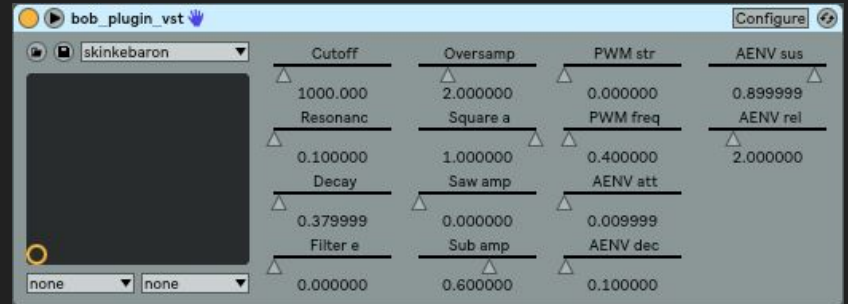 bob_plugin_vst Configure
skinkebaron
Cutoff Oversamp PWM str AENV sus
1000.000 2.000000 0.000000 0.899999
Resonanc Square a PWM freq AENV rel
0.100000 1.000000 0.400000 2.000000
Decay Saw amp AENV att
0.379999 0.000000 0.009999
Filter e Sub amp AENV dec
0.000000 0.600000 0.100000
none none